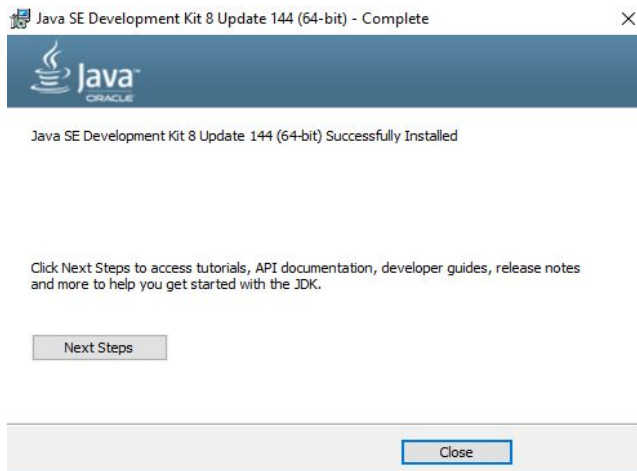 Java SE Development Kit 8 Update 144 (64-bit) - Complete
Java™
ORACLE
Java SE Development Kit 8 Update 144 (64-bit) Successfully Installed
Click Next Steps to access tutorials, API documentation, developer guides, release notes
and more to help you get started with the JDK.
Next Steps
Close